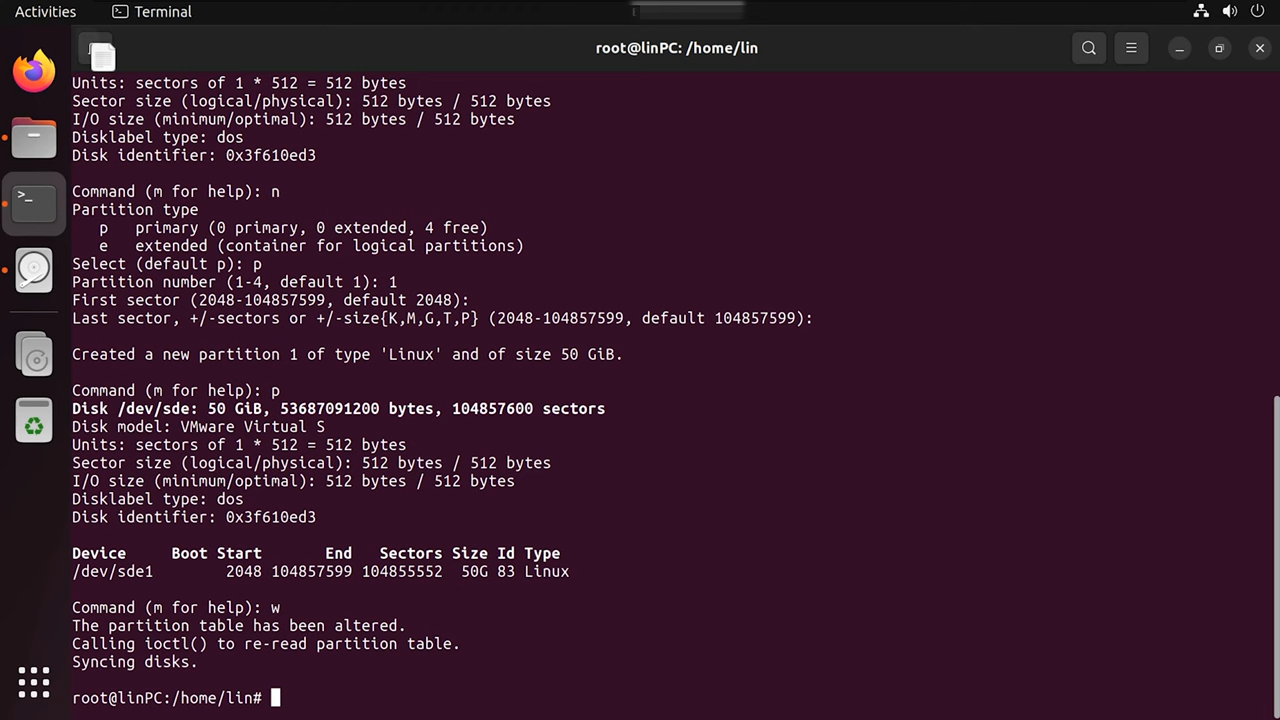 Activities
Terminal
root@linPC: /home/lin
Units: sectors of 1 * 512 = 512 bytes
Sector size (logical/physical): 512 bytes / 512 bytes
I/O size (minimum/optimal): 512 bytes / 512 bytes
Disklabel type: dos
Disk identifier: 0x3f610ed3
Command (m for help): n
Partition type
p   primary (0 primary, 0 extended, 4 free)
e   extended (container for logical partitions)
Select (default p): p
Partition number (1-4, default 1): 1
First sector (2048-104857599, default 2048):
Last sector, +/-sectors or +/-size{K,M,G,T,P} (2048-104857599, default 104857599):
Created a new partition 1 of type 'Linux' and of size 50 GiB.
Command (m for help): p
Disk /dev/sde: 50 GiB, 53687091200 bytes, 104857600 sectors
Disk model: VMware Virtual S
Units: sectors of 1 * 512 = 512 bytes
Sector size (logical/physical): 512 bytes / 512 bytes
I/O size (minimum/optimal): 512 bytes / 512 bytes
Disklabel type: dos
Disk identifier: 0x3f610ed3
Device     Boot Start       End   Sectors Size Id Type
/dev/sde1        2048 104857599 104855552  50G 83 Linux
Command (m for help): w
The partition table has been altered.
Calling ioctl() to re-read partition table.
Syncing disks.
root@linPC:/home/lin#